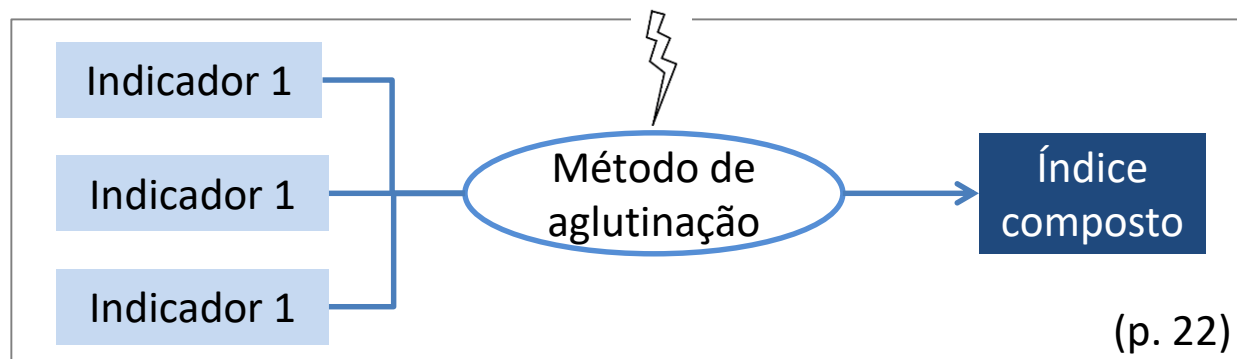 Indicador 1
Indicador 1
Indicador 1
Método de
aglutinação
Índice
composto
(p. 22)